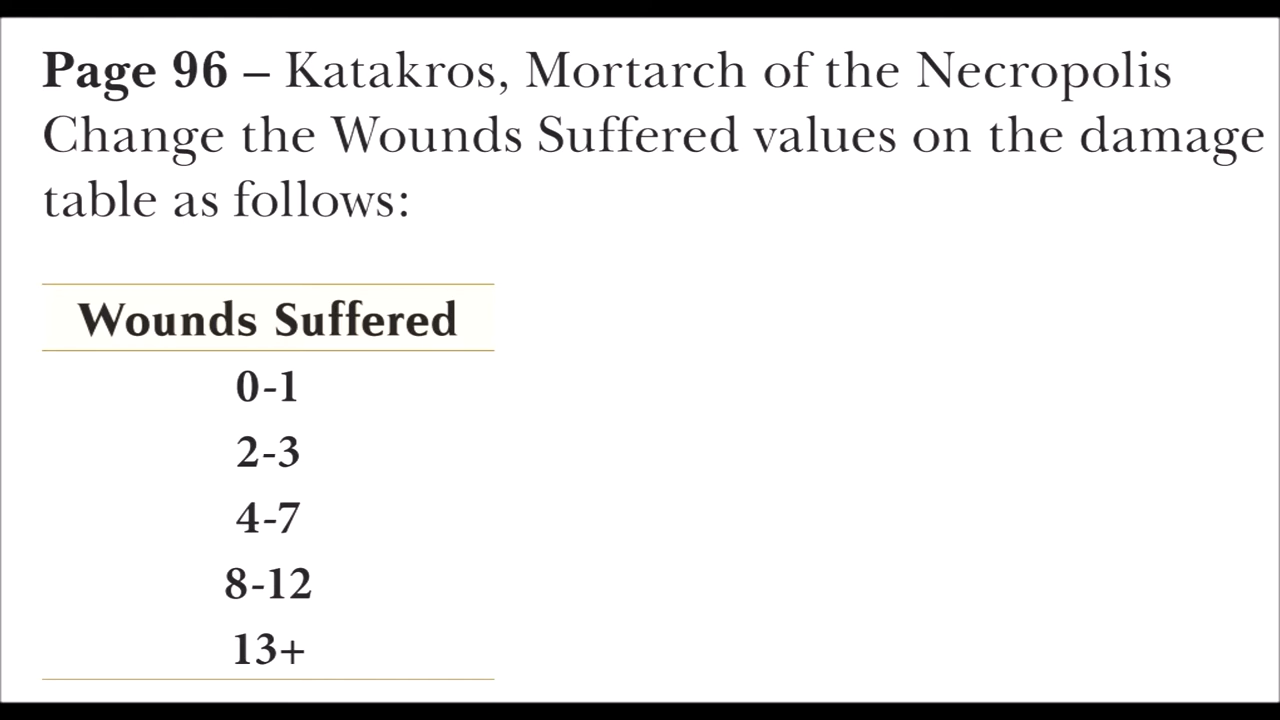 Page 96 – Katakros, Mortarch of the Necropolis
Change the Wounds Suffered values on the damage
table as follows:
Wounds Suffered
0-1
2-3
4-7
8-12
13+